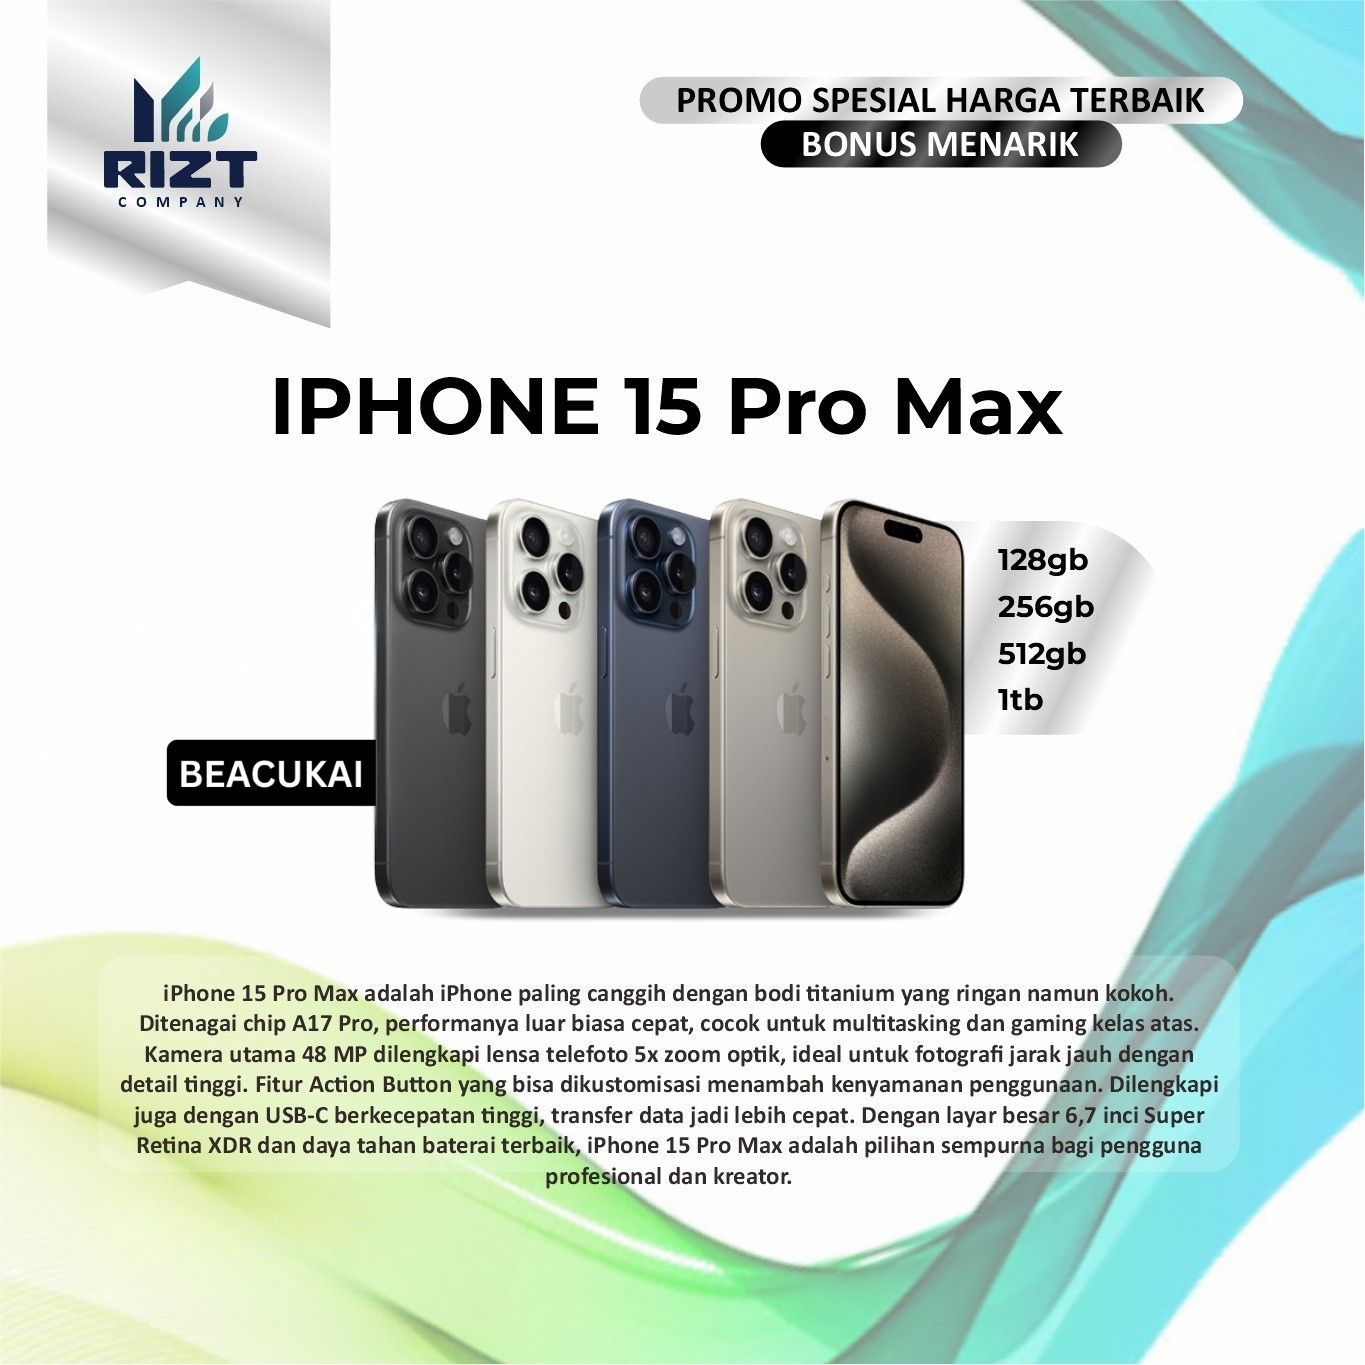 RIZT
COMPANY
PROMO SPESIAL HARGA TERBAIK
BONUS MENARIK
IPHONE 15 Pro Max
128gb
256gb
512gb
1tb
BEACUKAI
iPhone 15 Pro Max adalah iPhone paling canggih dengan bodi titanium yang ringan namun kokoh.
Ditenagai chip A17 Pro, performanya luar biasa cepat, cocok untuk multitasking dan gaming kelas atas.
Kamera utama 48 MP dilengkapi lensa telefoto 5x zoom optik, ideal untuk fotografi jarak jauh dengan
detail tinggi. Fitur Action Button yang bisa dikustomisasi menambah kenyamanan penggunaan. Dilengkapi
juga dengan USB-C berkecepatan tinggi, transfer data jadi lebih cepat. Dengan layar besar 6,7 inci Super
Retina XDR dan daya tahan baterai terbaik, iPhone 15 Pro Max adalah pilihan sempurna bagi pengguna
profesional dan kreator.